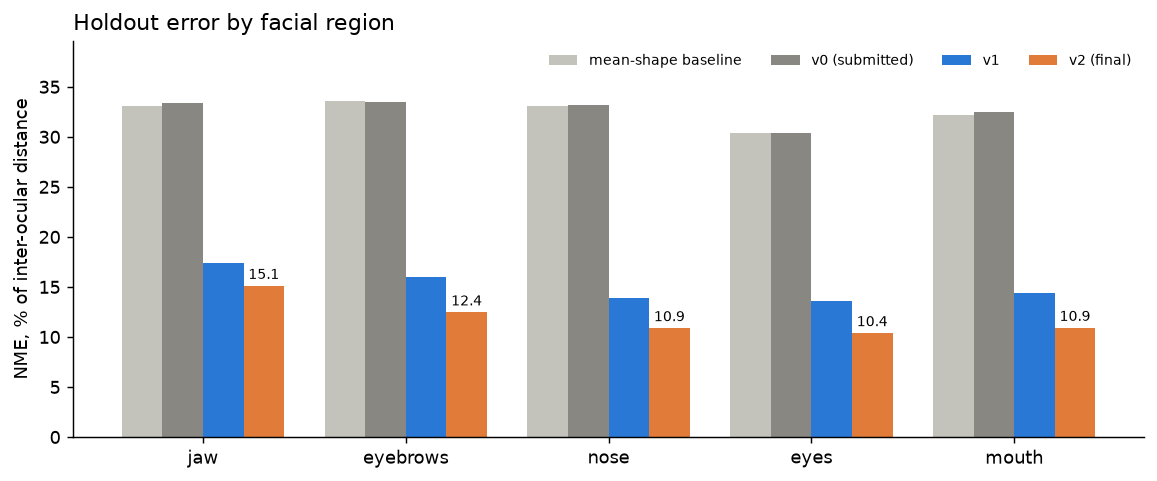 Holdout error by facial region
mean-shape baseline
v0 (submitted)
v1
v2 (final)
NME, % of inter-ocular distance
35
30
25
20
15
10
5
0
15.1
12.4
10.9
10.4
10.9
jaw
eyebrows
nose
eyes
mouth